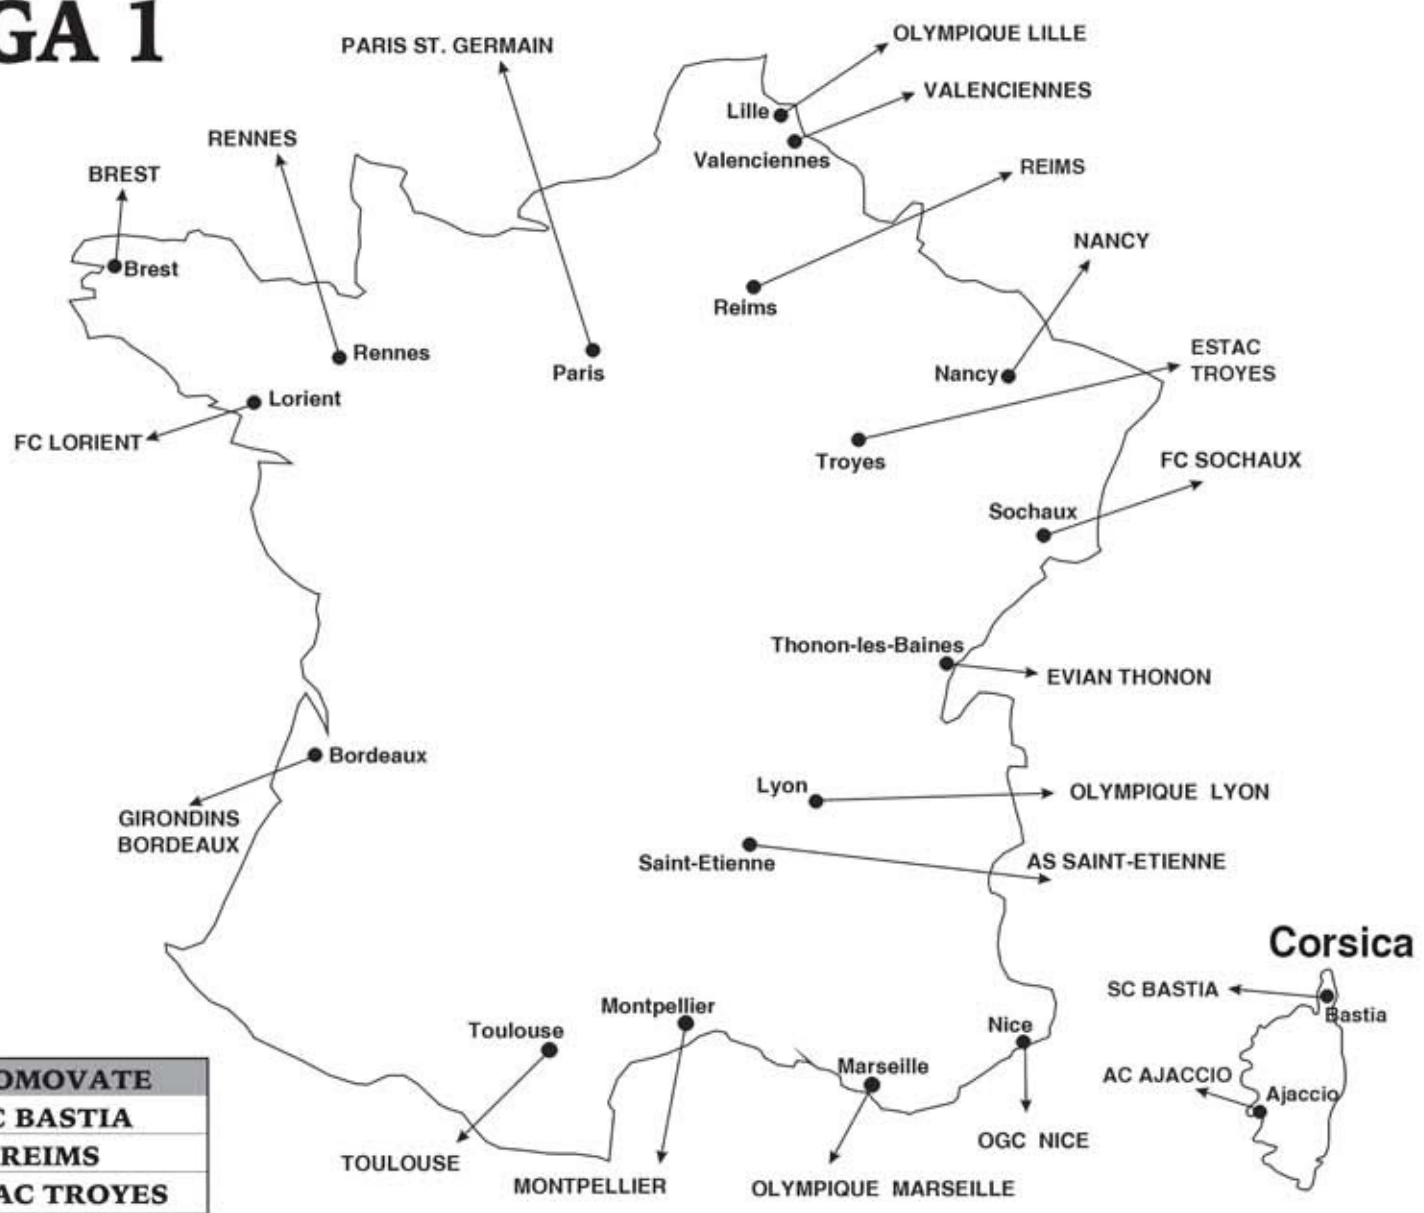 GA 1
PARIS ST. GERMAIN
OLYMPIQUE LILLE
VALENCIENNES
Lille
Valenciennes
RENNES
BREST
REIMS
Brest
NANCY
Reims
Rennes
Paris
ESTAC
TROYES
Nancy
Lorient
FC LORIENT
Troyes
FC SOCHAUX
Sochaux
Thonon-les-Baines
EVIAN THONON
Bordeaux
GIRONDINS
BORDEAUX
Lyon
OLYMPIQUE LYON
Saint-Etienne
AS SAINT-ETIENNE
Corsica
SC BASTIA
Bastia
Montpellier
Toulouse
Nice
Marseille
AC AJACCIO
Ajaccio
OGC NICE
TOULOUSE
MONTPELLIER
OLYMPIQUE MARSEILLE
OMOVATE
C BASTIA
REIMS
AC TROYES